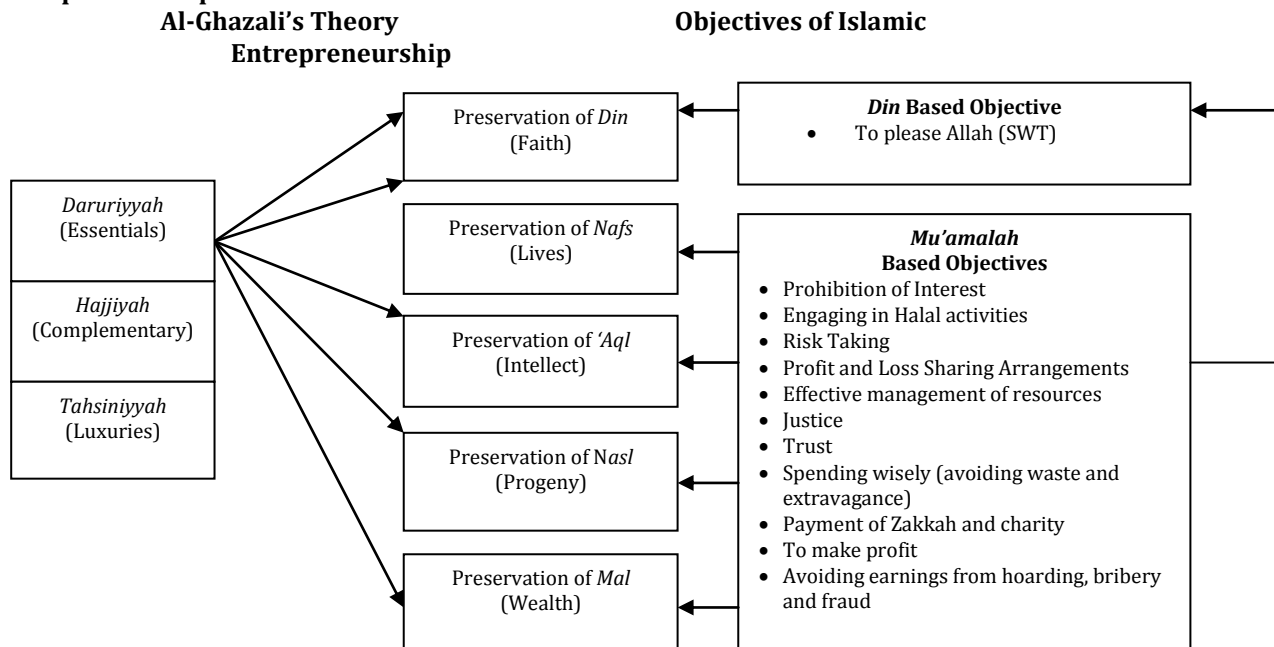 Al-Ghazali's Theory
Objectives of Islamic
Entrepreneurship
Daruriyyah
(Essentials)
Hajjiyah
(Complementary)
Tahsiniyyah
(Luxuries)
Preservation of Din
(Faith)
Preservation of Nafs
(Lives)
Preservation of ‘Aql
(Intellect)
Preservation of Nasl
(Progeny)
Preservation of Mal
(Wealth)
Din Based Objective
• To please Allah (SWT)
Mu’amalah
Based Objectives
• Prohibition of Interest
• Engaging in Halal activities
• Risk Taking
• Profit and Loss Sharing Arrangements
• Effective management of resources
• Justice
• Trust
• Spending wisely (avoiding waste and
extravagance)
• Payment of Zakkah and charity
• To make profit
• Avoiding earnings from hoarding, bribery
and fraud